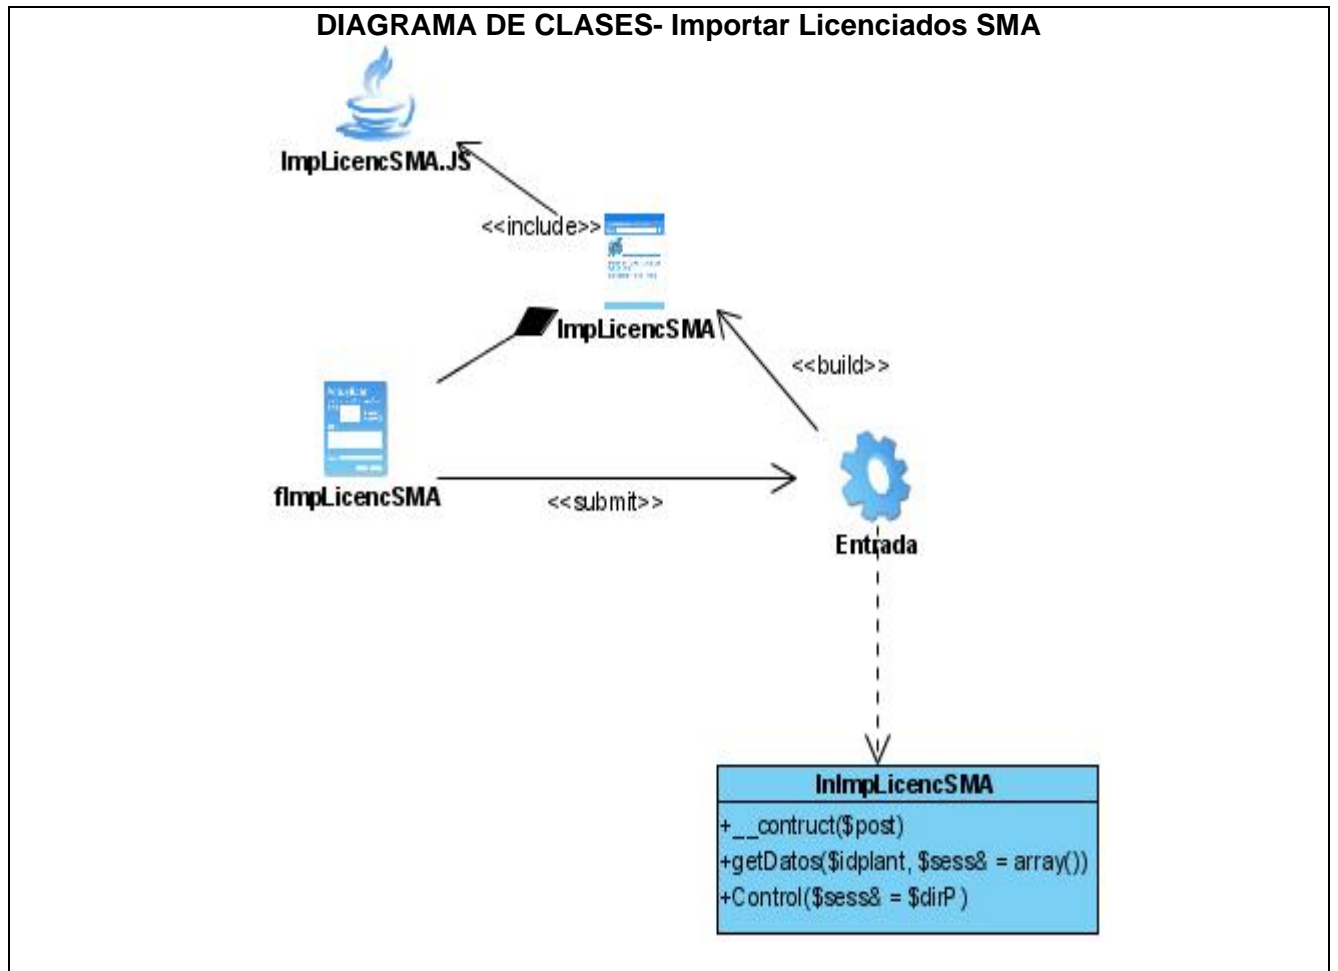 DIAGRAMA DE CLASES- Importar Licenciados SMA
ImpLicencSMA.JS
<<include>>
ImpLicencSMA
<<build>>
fImpLicencSMA
<<submit>>
Entrada
InImpLicencSMA
+__contruct($post)
+getDatos($idplant, $sess& = array())
+Control($sess& = $dirP )